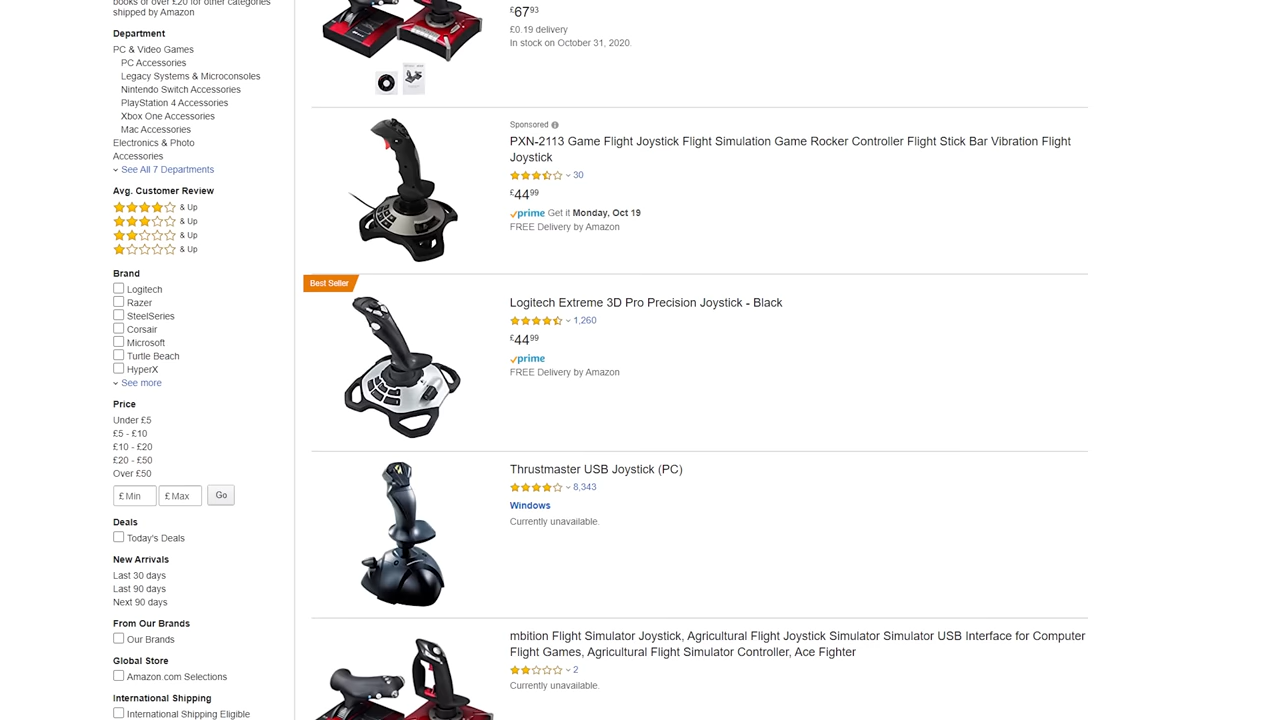 books or over £20 for other categories
shipped by Amazon
Department
PC & Video Games
PC Accessories
Legacy Systems & Microconsoles
Nintendo Switch Accessories
PlayStation 4 Accessories
Xbox One Accessories
Mac Accessories
Electronics & Photo
Accessories
See All 7 Departments
Avg. Customer Review
& Up
& Up
& Up
& Up
Brand
Logitech
Razer
SteelSeries
Corsair
Microsoft
Turtle Beach
HyperX
See more
Price
Under £5
£5 - £10
£10 - £20
£20 - £50
Over £50
£ Min £ Max Go
Deals
Today's Deals
New Arrivals
Last 30 days
Last 90 days
Next 90 days
From Our Brands
Our Brands
Global Store
Amazon.com Selections
International Shipping
International Shipping Eligible
£67.93
£0.19 delivery
In stock on October 31, 2020.
Sponsored
PXN-2113 Game Flight Joystick Flight Simulation Game Rocker Controller Flight Stick Bar Vibration Flight
Joystick
30
£44.99
prime Get it Monday, Oct 19
FREE Delivery by Amazon
Best Seller
Logitech Extreme 3D Pro Precision Joystick - Black
1,260
£44.99
prime
FREE Delivery by Amazon
Thrustmaster USB Joystick (PC)
8,343
Windows
Currently unavailable.
mbition Flight Simulator Joystick, Agricultural Flight Joystick Simulator Simulator USB Interface for Computer
Flight Games, Agricultural Flight Simulator Controller, Ace Fighter
2
Currently unavailable.